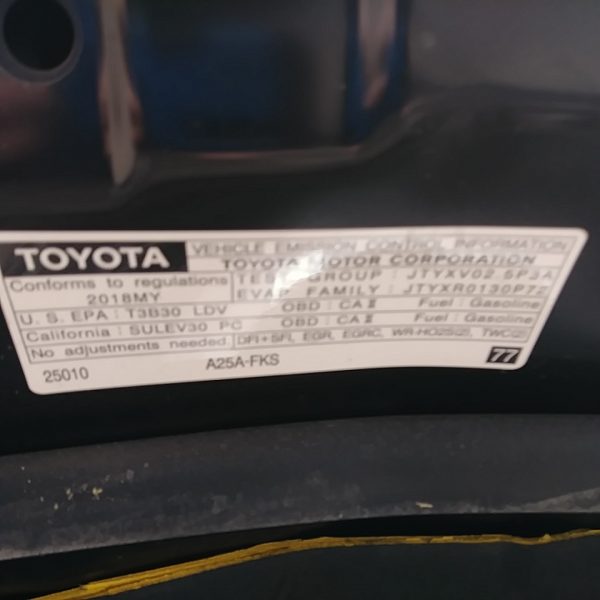 TOYOTA VEHICLE EMISSION CONTROL INFORMATION
TOYOTA MOTOR CORPORATION
Conforms to regulations TEST GROUP : JTYXV02.5P3A
2018MY EVAP FAMILY : JTYXR0130P72
U. S. EPA : T3B30 LDV OBD : CA II Fuel : Gasoline
California : SULEV30 PC OBD : CA II Fuel : Gasoline
No adjustments needed DFI+SFI, EGR, EGRC, WR-HO2S(2), TWC(2)
25010 A25A-FKS 77